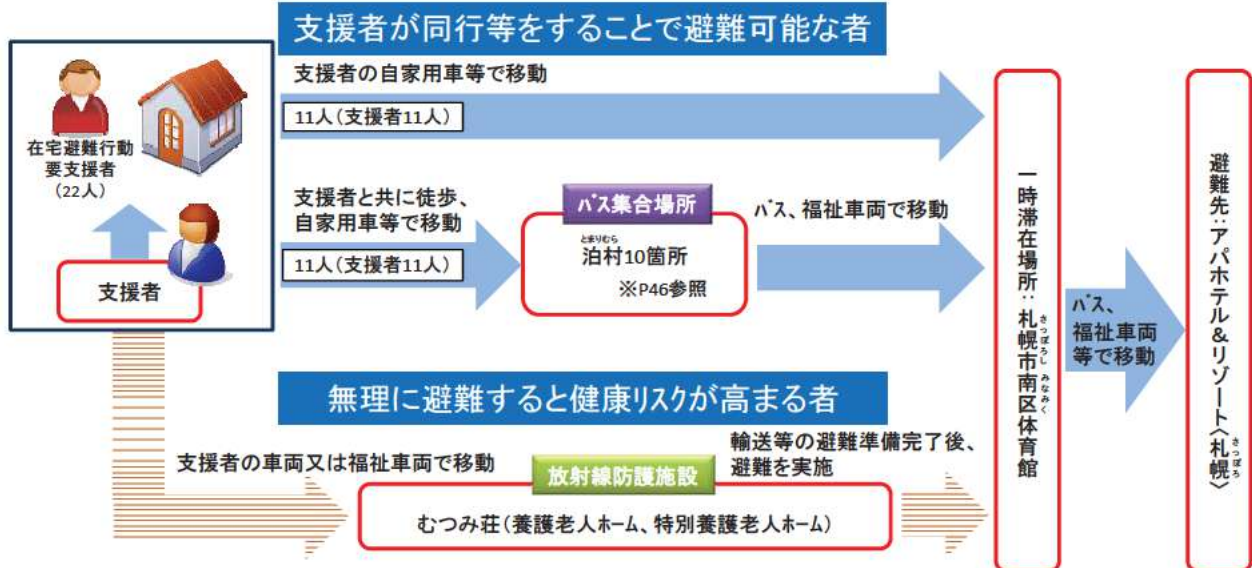 支援者が同行等をすることで避難可能な者
在宅避難行動
要支援者
(22人)
支援者
支援者の自家用車等で移動
11人(支援者11人)
支援者と共に徒歩、
自家用車等で移動
11人(支援者11人)
バス集合場所
とまりむら
泊村10箇所
※P46参照
バス、福祉車両で移動
無理に避難すると健康リスクが高まる者
支援者の車両又は福祉車両で移動
放射線防護施設
むつみ荘(養護老人ホーム、特別養護老人ホーム)
輸送等の避難準備完了後、
避難を実施
一時滞在場所:札幌市南区体育館
さっぽろし みなみく
バス、
福祉車両
等で移動
避難先:アパホテル&リゾート〈札幌〉
さっぽろ